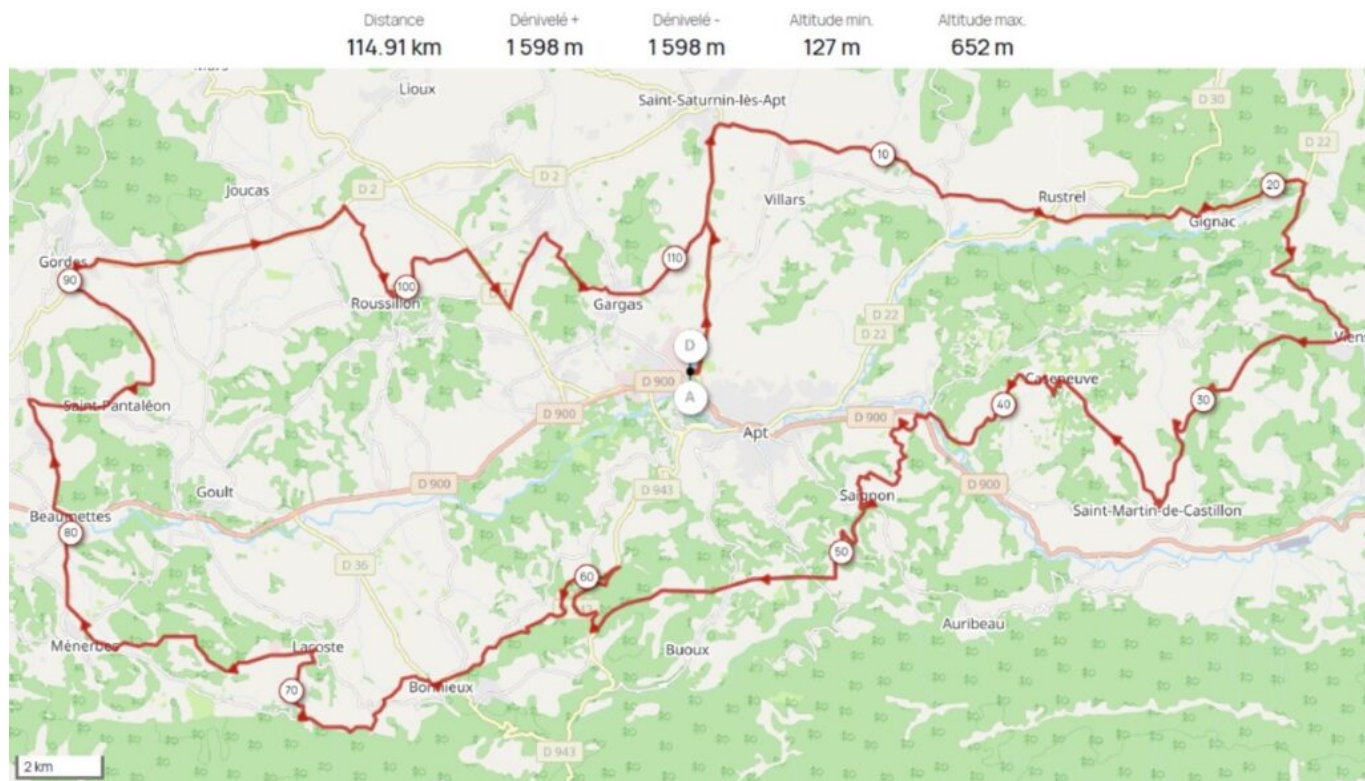 Distance Dénivelé + Dénivelé - Altitude min. Altitude max.
114.91 km 1 598 m 1 598 m 127 m 652 m
Lioux
Saint-Saturnin-lès-Apt
D 30
D 22
10
D 2
D 2
20
Joucas
Villars
Rustrel
Gignac
Gordes
110
90
100
Roussillon
Gargas
D 22
D 22
D
Caseneuve
D 900
A
30
40
Saint-Pantaléon
D 900
D 900
Apt
D 900
D 943
D 900
Goult
Saignon
Saint-Martin-de-Castillon
Beaumettes
80
50
D 36
60
Auribeau
Ménerbes
Lacoste
Buoux
70
Bonnieux
D 943
2 km